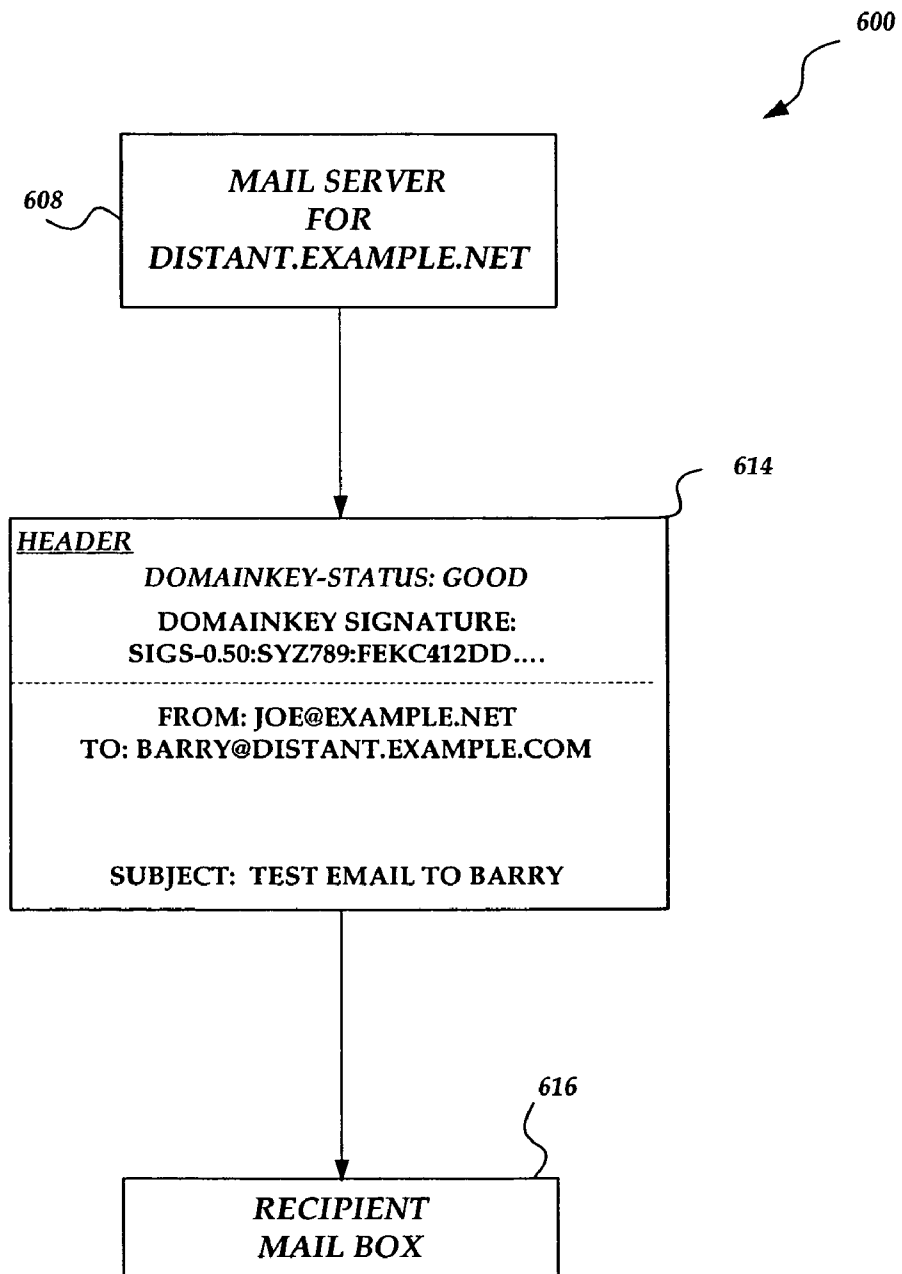 600
MAIL SERVER
FOR
DISTANT.EXAMPLE.NET
608
614
HEADER
DOMAINKEY-STATUS: GOOD
DOMAINKEY SIGNATURE:
SIGS-0.50:SYZ789:FEKC412DD....
FROM: JOE@EXAMPLE.NET
TO: BARRY@DISTANT.EXAMPLE.COM
SUBJECT: TEST EMAIL TO BARRY
616
RECIPIENT
MAIL BOX